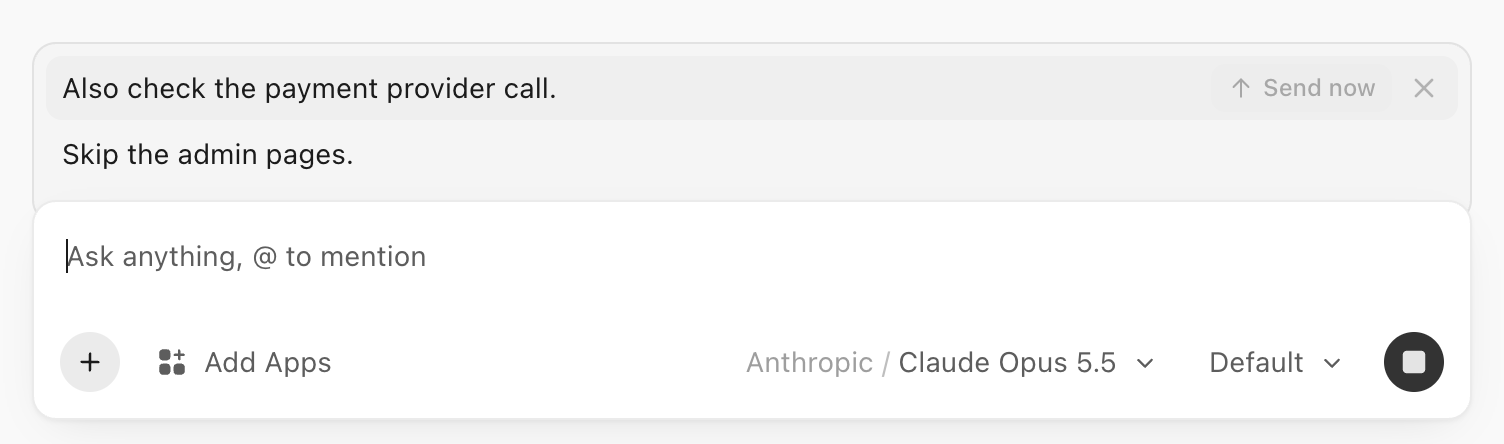 Also check the payment provider call.
Send now
Skip the admin pages.
Ask anything, @ to mention
Add Apps
Anthropic / Claude Opus 5.5
Default